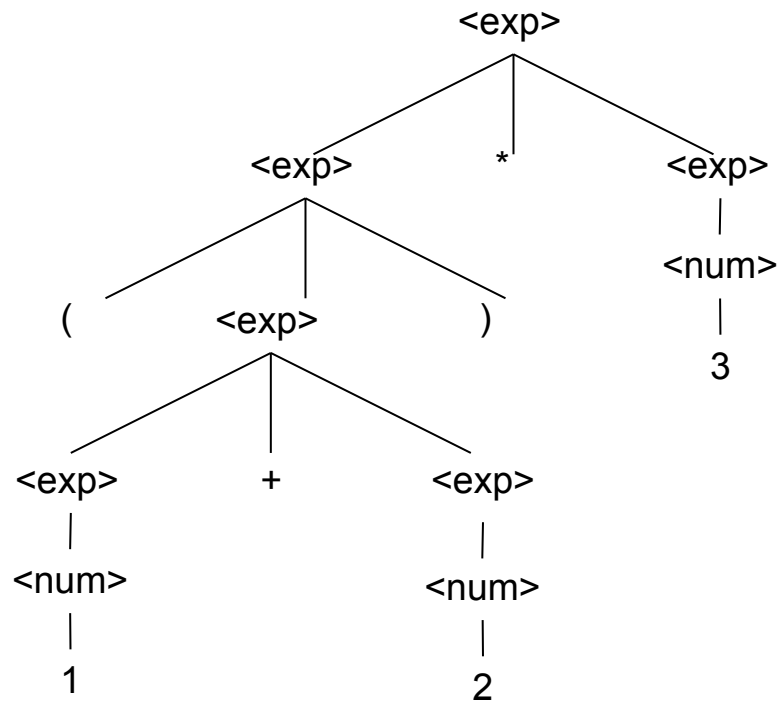 <exp>
<exp> * <exp>
<num>
( <exp> )
3
<exp> + <exp>
<num> <num>
1 2